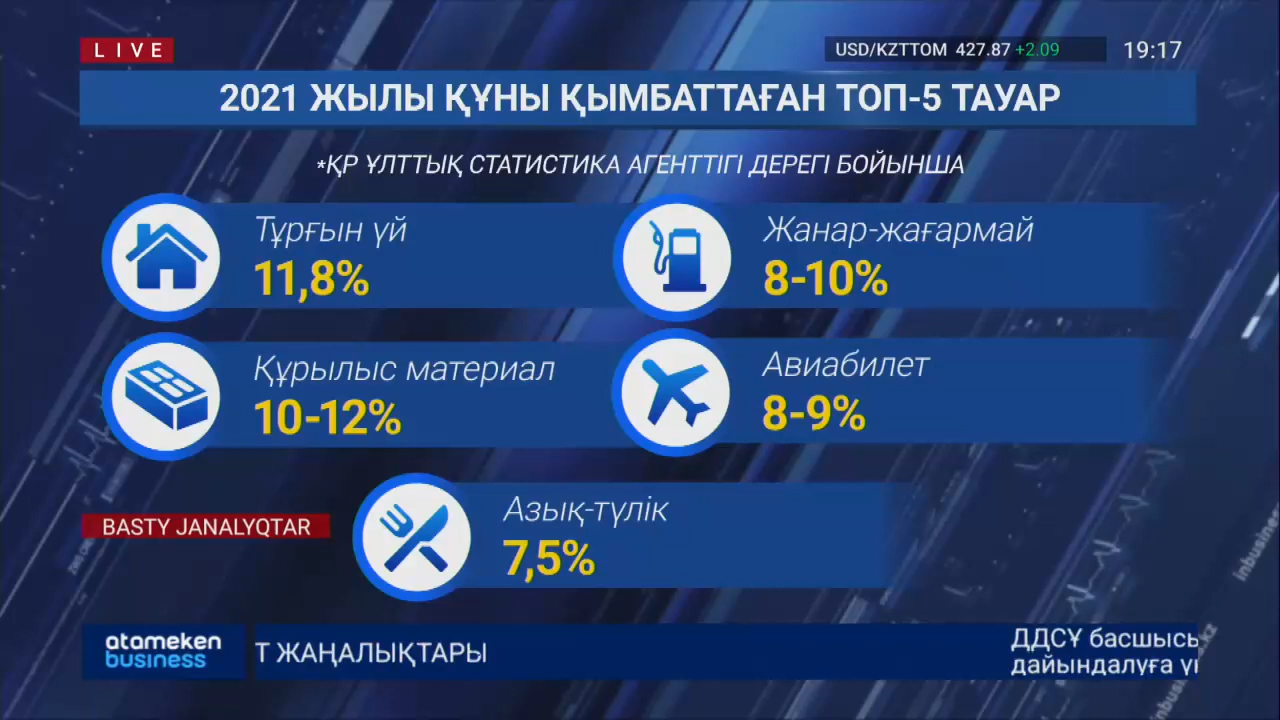 LIVE
USD/KZTTOM 427.87 +2.09
19:17
2021 ЖЫЛЫ ҚҰНЫ ҚЫМБАТТАҒАН ТОП-5 ТАУАР
*ҚР ҰЛТТЫҚ СТАТИСТИКА АГЕНТТІГІ ДЕРЕГІ БОЙЫНША
Тұрғын үй
11,8%
Жанар-жағармай
8-10%
Құрылыс материал
10-12%
Авиабилет
8-9%
Азық-түлік
7,5%
BASTY JANALYQTAR
atameken
business
Т ЖАҢАЛЫҚТАРЫ
ДДСҰ басшысы
дайындалуға
inbusiness.kz